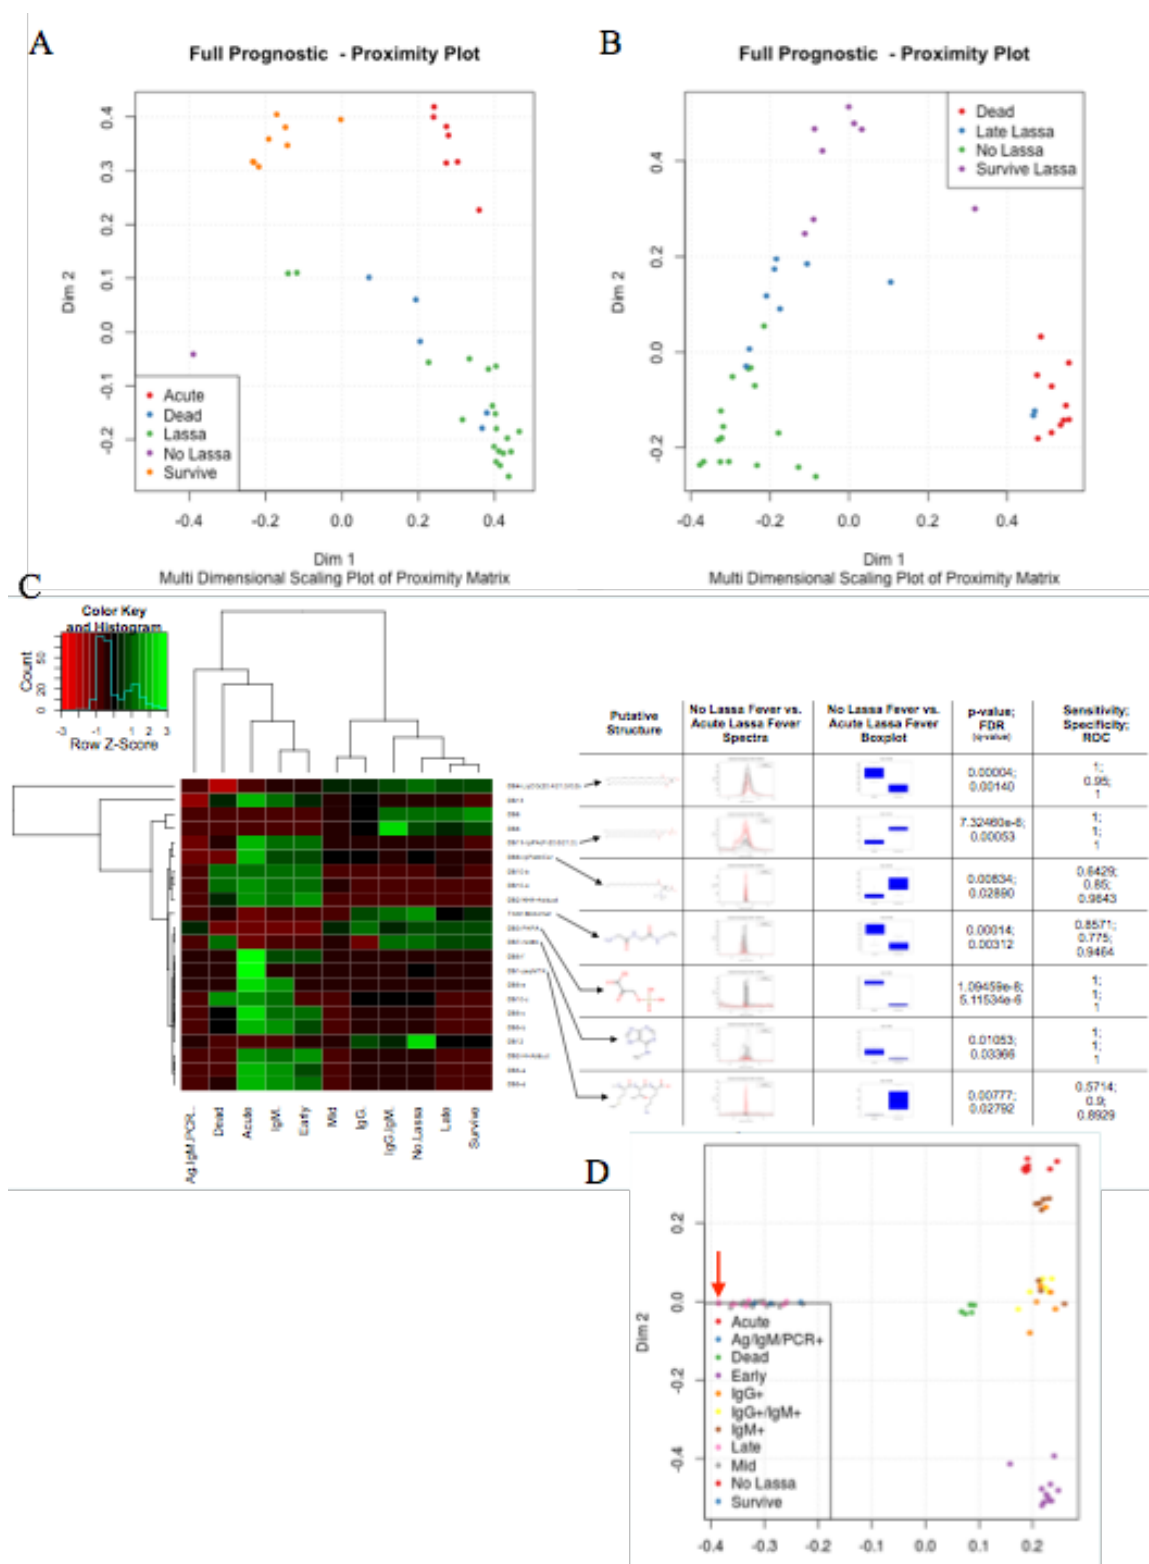 A
Full Prognostic - Proximity Plot
0.4
0.3
0.2
0.1
0.0
-0.1
-0.2
Dim 2
Acute
Dead
Lassa
No Lassa
Survive
-0.4
-0.2
0.0
0.2
0.4
Dim 1
Multi Dimensional Scaling Plot of Proximity Matrix
B
Full Prognostic - Proximity Plot
0.4
0.2
0.0
-0.2
Dim 2
Dead
Late Lassa
No Lassa
Survive Lassa
-0.4
-0.2
0.0
0.2
0.4
Dim 1
Multi Dimensional Scaling Plot of Proximity Matrix
C
Color Key
and Histogram
Count
0
20
50
-3
-1
0
1
2
3
Row Z-Score
Ag.IgM.PCR..
Dead
Acute
IgM.
Early
Mid
IgG.
IgG.IgM.
No.Lassa
Late
Survive
Putative
Structure
No Lassa Fever vs.
Acute Lassa Fever
Spectra
No Lassa Fever vs.
Acute Lassa Fever
Boxplot
p-value;
FDR
(q-value)
Sensitivity;
Specificity;
ROC
0.00004;
0.00140
1;
0.95;
1
7.32460e-6;
0.00053
1;
1;
1
0.00834;
0.02890
0.6429;
0.85;
0.9643
0.00014;
0.00312
0.8571;
0.775;
0.9464
1.09459e-8;
5.11534e-6
1;
1;
1
0.01053;
0.03366
1;
1;
1
0.00777;
0.02792
0.5714;
0.9;
0.8929
D
0.2
0.0
-0.2
-0.4
Dim 2
Acute
Ag/IgM/PCR+
Dead
Early
IgG+
IgG+/IgM+
IgM+
Late
Mid
No Lassa
Survive
-0.4
-0.3
-0.2
-0.1
0.0
0.1
0.2